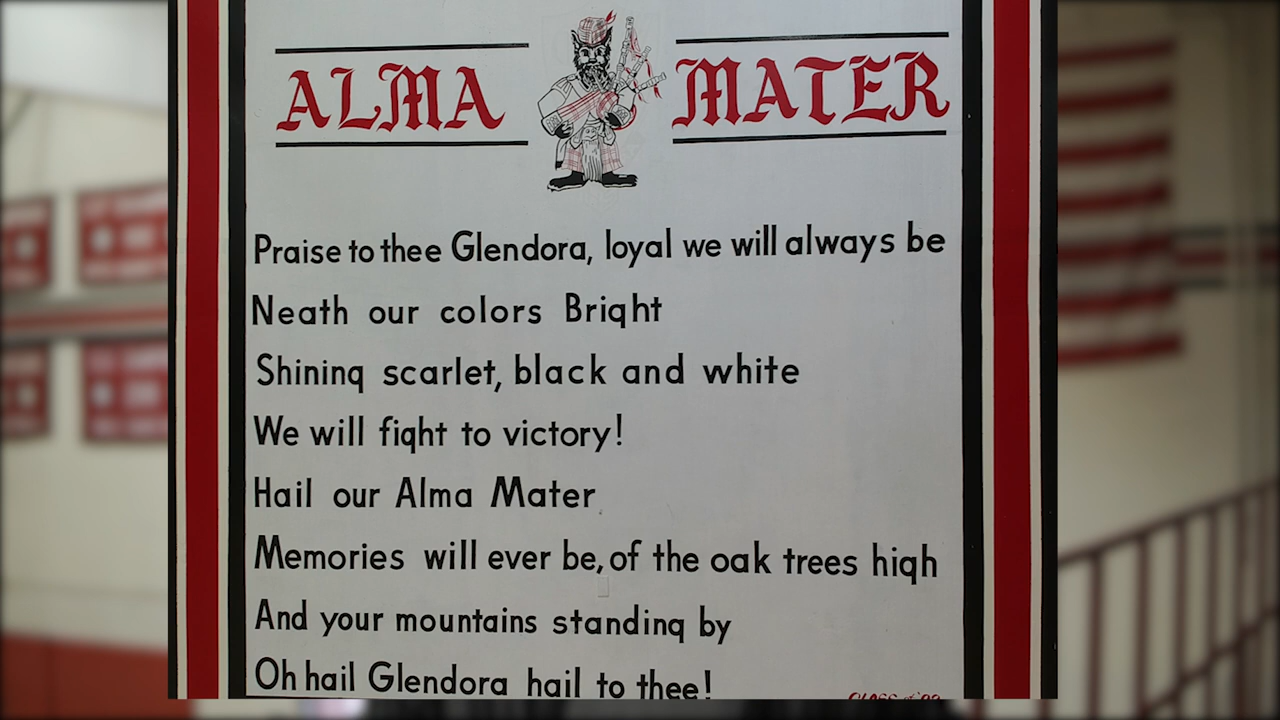 ALMA MATER
Praise to thee Glendora, loyal we will always be
Neath our colors Bright
Shining scarlet, black and white
We will fight to victory!
Hail our Alma Mater
Memories will ever be, of the oak trees high
And your mountains standing by
Oh hail Glendora hail to thee!
CLASS of